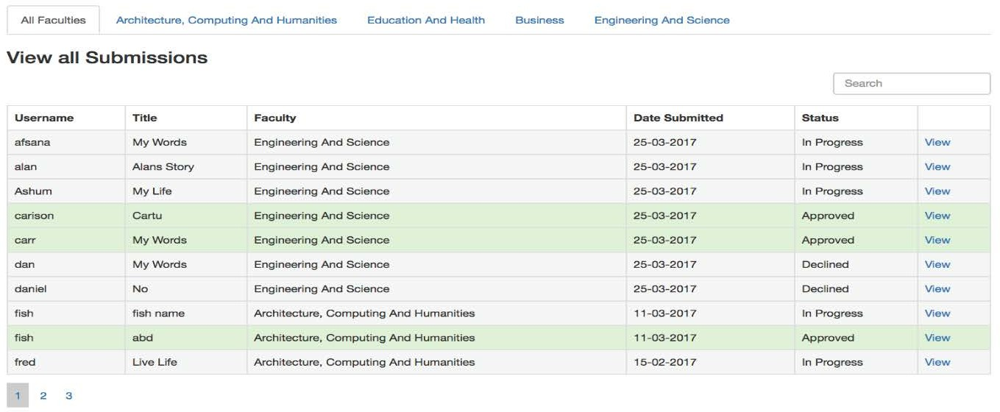 All Faculties Architecture, Computing And Humanities Education And Health Business Engineering And Science
View all Submissions
Search
Username Title Faculty Date Submitted Status
afsana My Words Engineering And Science 25-03-2017 In Progress View
alan Alans Story Engineering And Science 25-03-2017 In Progress View
Ashum My Life Engineering And Science 25-03-2017 In Progress View
carison Cartu Engineering And Science 25-03-2017 Approved View
carr My Words Engineering And Science 25-03-2017 Approved View
dan My Words Engineering And Science 25-03-2017 Declined View
daniel No Engineering And Science 25-03-2017 Declined View
fish fish name Architecture, Computing And Humanities 11-03-2017 In Progress View
fish abd Architecture, Computing And Humanities 11-03-2017 Approved View
fred Live Life Architecture, Computing And Humanities 15-02-2017 In Progress View
1 2 3